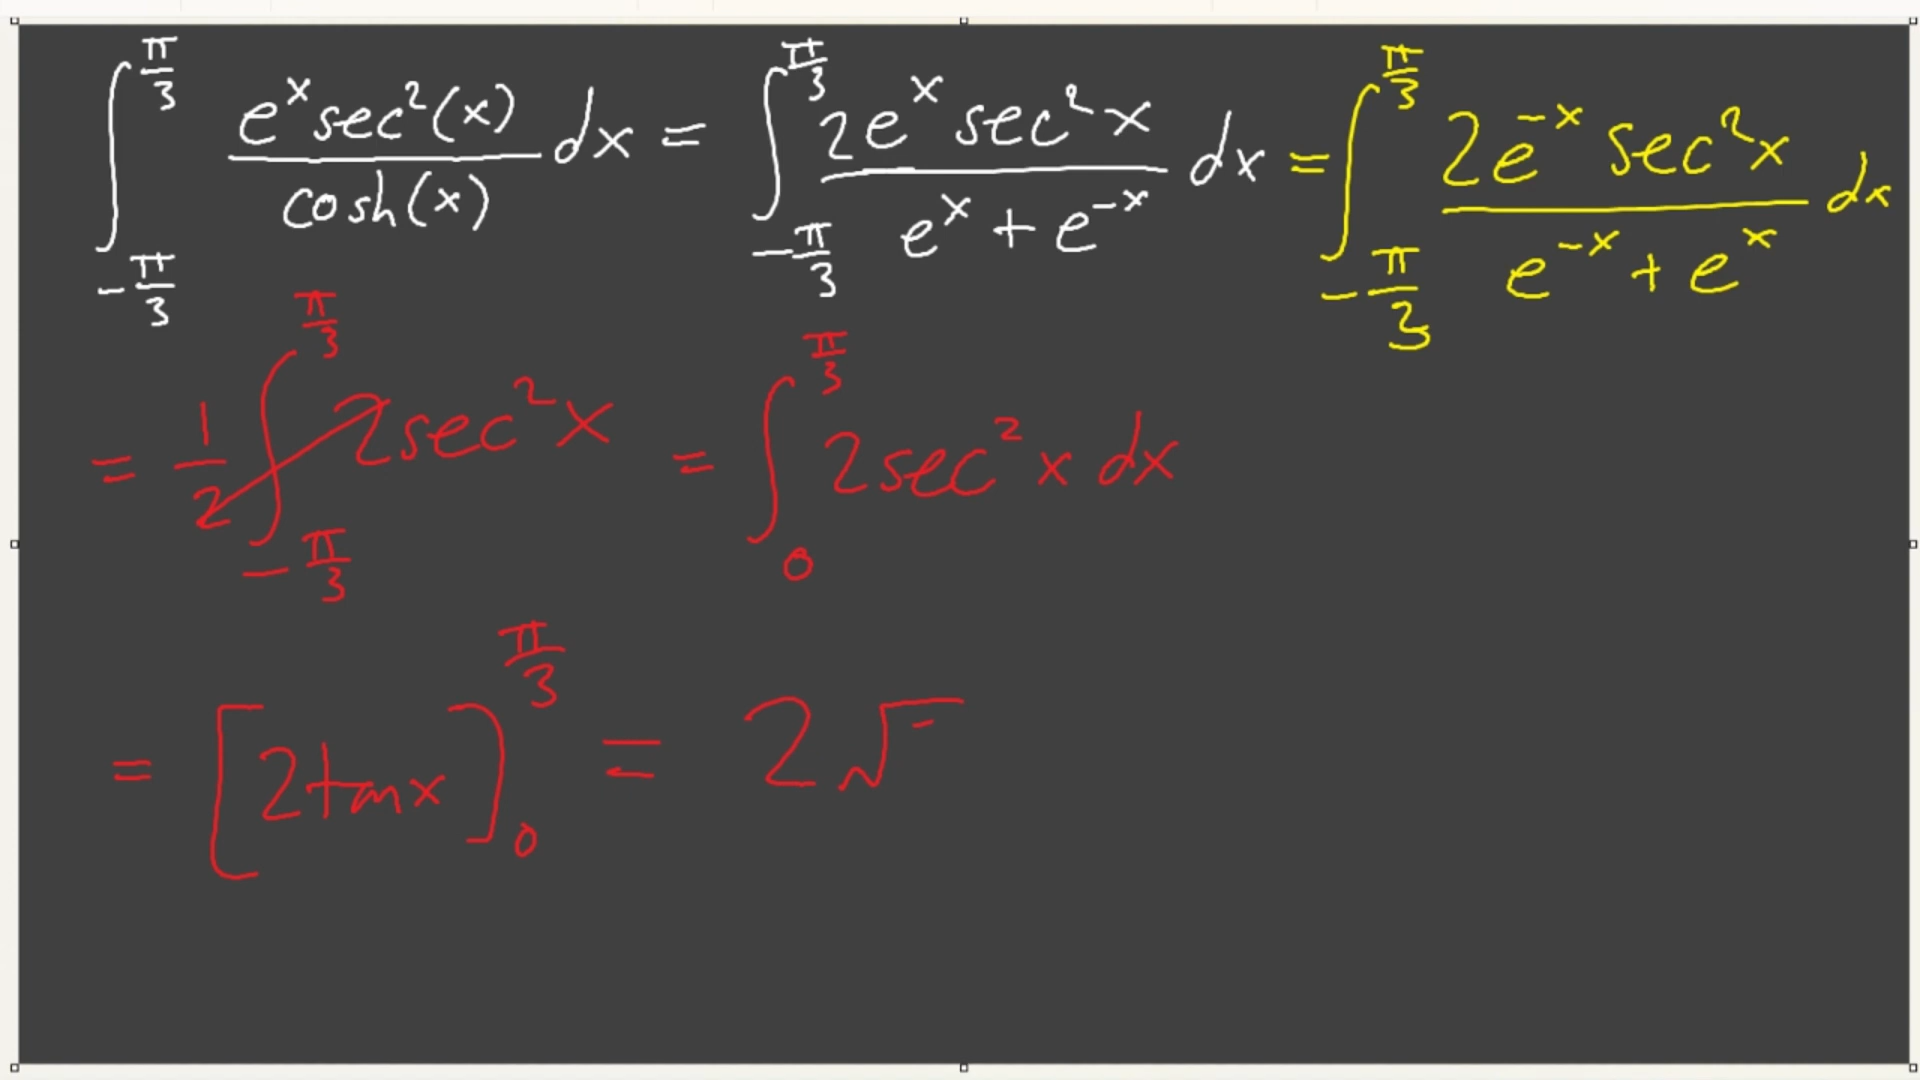 ∫_{-π/3}^{π/3} e^x sec²(x) / cosh(x) dx = ∫_{-π/3}^{π/3} 2e^x sec²x / (e^x + e^{-x}) dx = ∫_{-π/3}^{π/3} 2e^{-x} sec²x / (e^{-x} + e^x) dx
= 1/2 ∫_{-π/3}^{π/3} 2sec²x = ∫_0^{π/3} 2sec²x dx
= [2tanx]_0^{π/3} = 2√